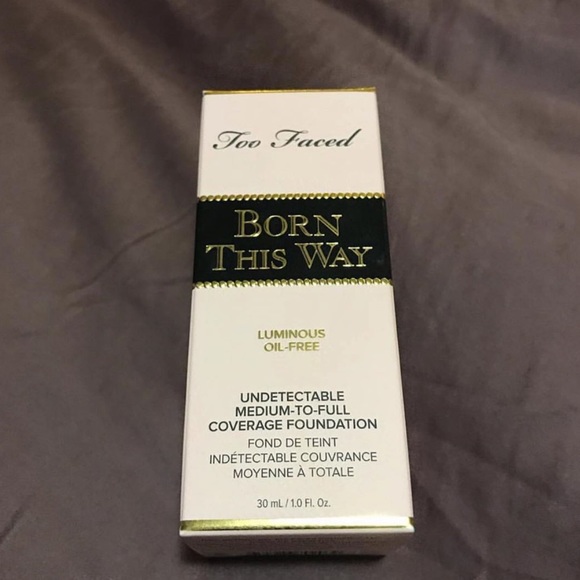 Too Faced
BORN
THIS WAY
LUMINOUS
OIL-FREE
UNDETECTABLE
MEDIUM-TO-FULL
COVERAGE FOUNDATION
FOND DE TEINT
INDÉTECTABLE COUVRANCE
MOYENNE À TOTALE
30 mL / 1.0 Fl. Oz.